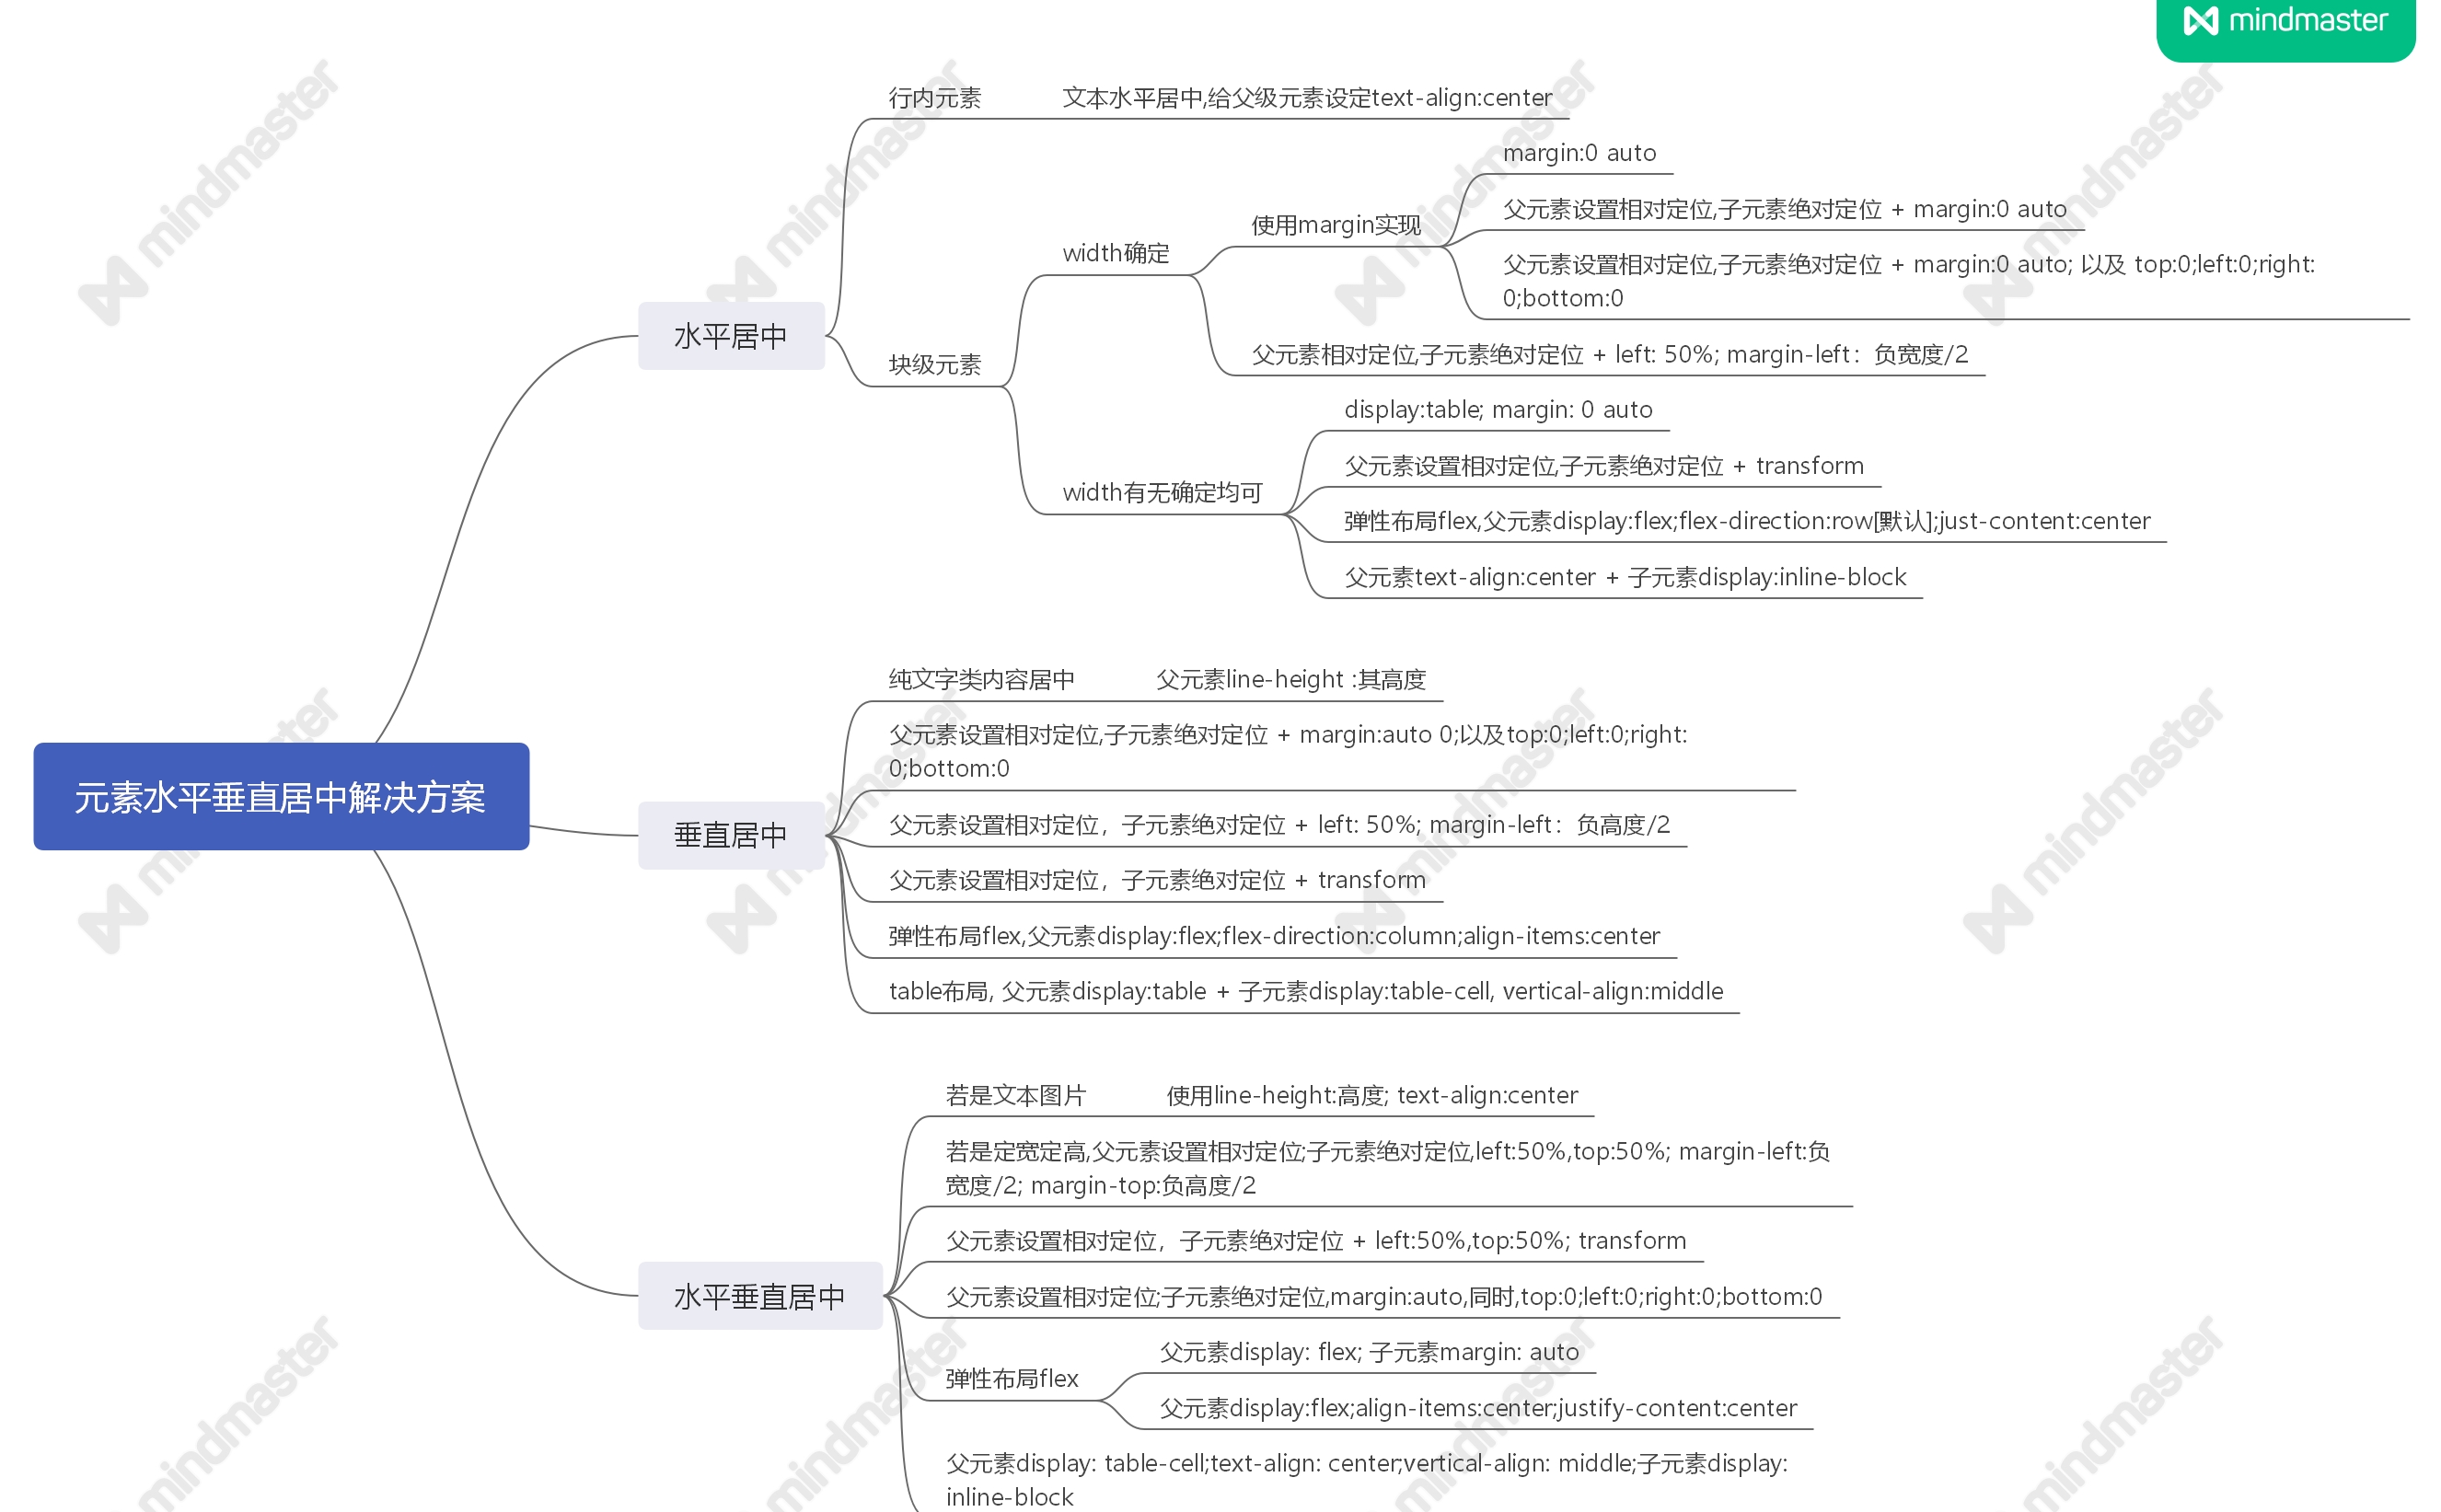 mindmaster
行内元素
文本水平居中,给父级元素设定text-align:center
margin:0 auto
父元素设置相对定位,子元素绝对定位 + margin:0 auto
使用margin实现
width确定
父元素设置相对定位,子元素绝对定位 + margin:0 auto; 以及 top:0;left:0;right:
0;bottom:0
水平居中
块级元素
父元素相对定位,子元素绝对定位 + left: 50%; margin-left：负宽度/2
display:table; margin: 0 auto
父元素设置相对定位,子元素绝对定位 + transform
width有无确定均可
弹性布局flex,父元素display:flex;flex-direction:row[默认];just-content:center
父元素text-align:center + 子元素display:inline-block
纯文字类内容居中
父元素line-height :其高度
父元素设置相对定位,子元素绝对定位 + margin:auto 0;以及top:0;left:0;right:
0;bottom:0
元素水平垂直居中解决方案
垂直居中
父元素设置相对定位，子元素绝对定位 + left: 50%; margin-left：负高度/2
父元素设置相对定位，子元素绝对定位 + transform
弹性布局flex,父元素display:flex;flex-direction:column;align-items:center
table布局, 父元素display:table + 子元素display:table-cell, vertical-align:middle
若是文本图片
使用line-height:高度; text-align:center
若是定宽定高,父元素设置相对定位;子元素绝对定位,left:50%,top:50%; margin-left:负
宽度/2; margin-top:负高度/2
父元素设置相对定位，子元素绝对定位 + left:50%,top:50%; transform
水平垂直居中
父元素设置相对定位;子元素绝对定位,margin:auto,同时,top:0;left:0;right:0;bottom:0
父元素display: flex; 子元素margin: auto
弹性布局flex
父元素display:flex;align-items:center;justify-content:center
父元素display: table-cell;text-align: center;vertical-align: middle;子元素display:
inline-block
mindmaster
mindmaster
mindmaster
mindmaster
mindmaster
mindmaster
mindmaster
mindmaster
mindmaster
mindmaster
mindmaster
mindmaster